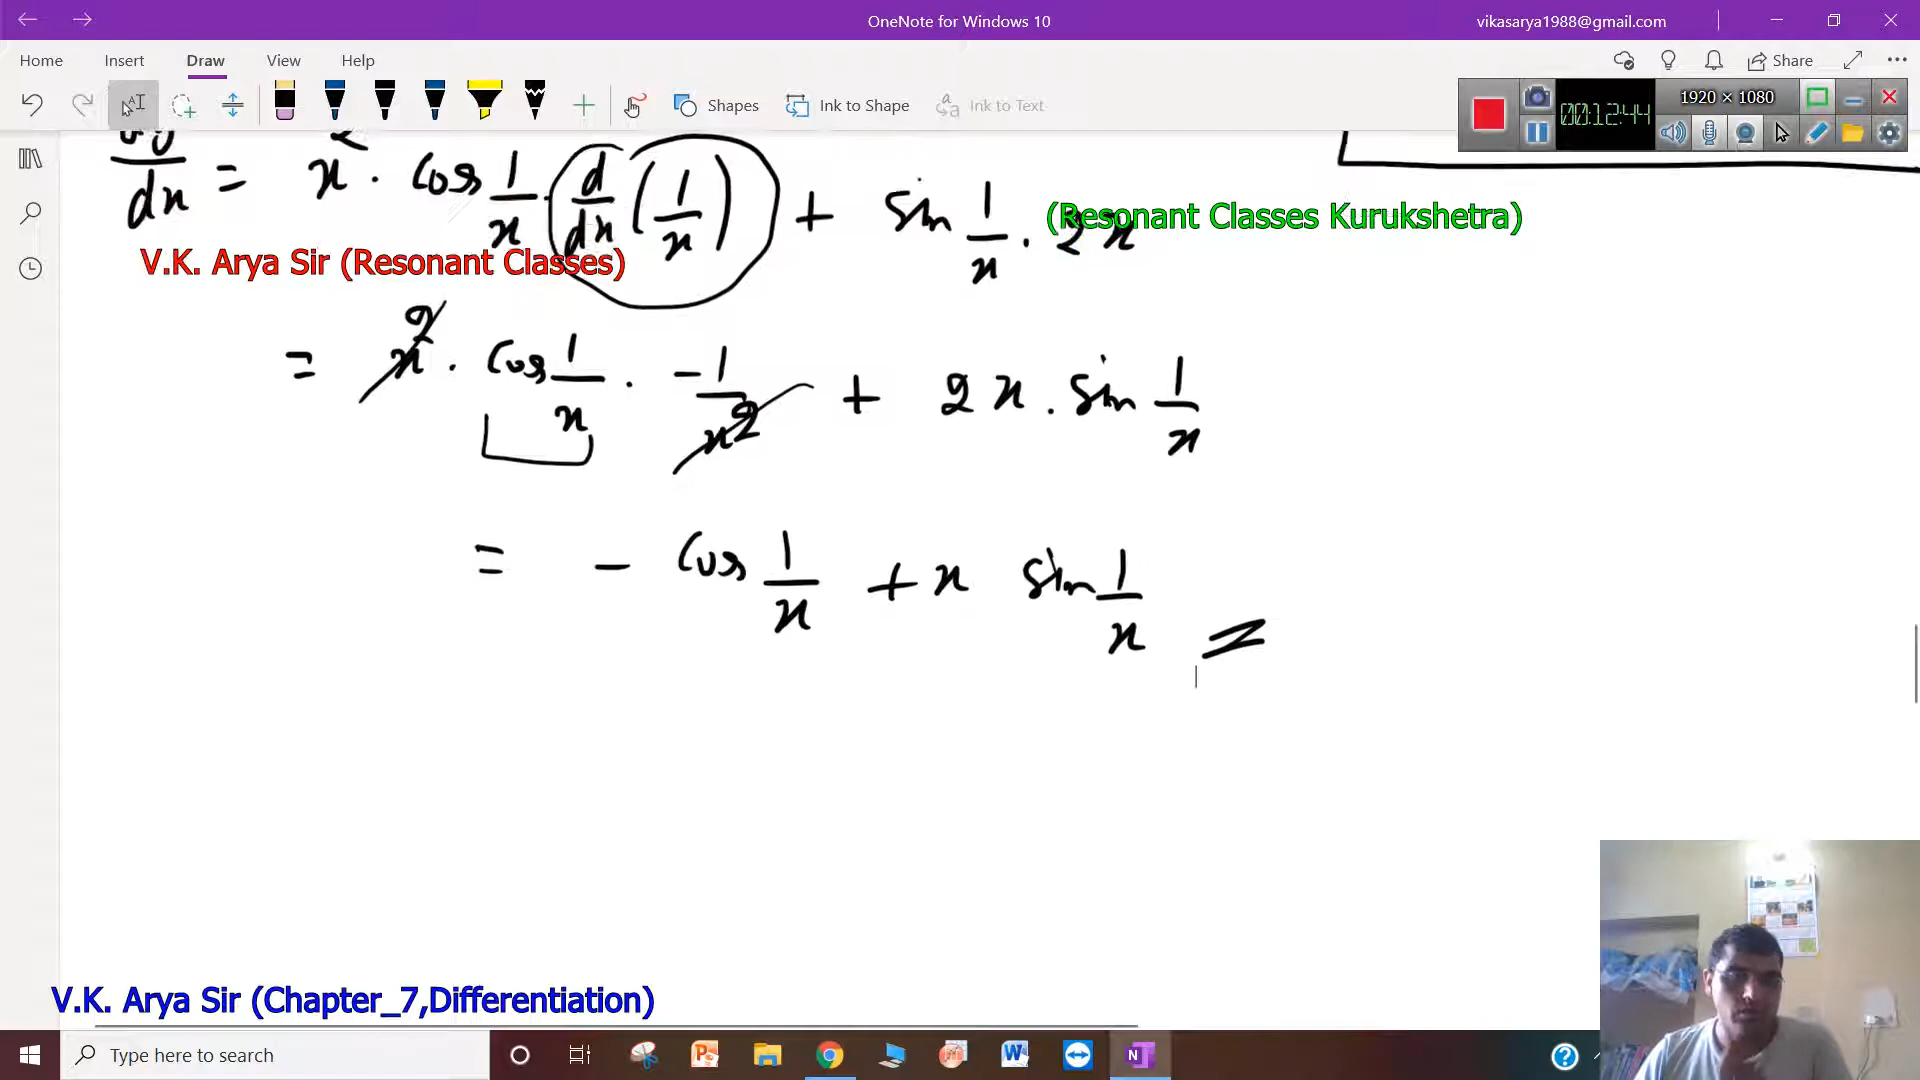 OneNote for Windows 10
vikasarya1988@gmail.com
Home Insert Draw View Help
Share
Shapes Ink to Shape Ink to Text
1920 × 1080
00:12:44
dy/dx = x² . cos 1/x . d/dx (1/x) + sin 1/x . 2x
(Resonant Classes Kurukshetra)
V.K. Arya Sir (Resonant Classes)
= x² . cos 1/x . -1/x² + 2x . sin 1/x
= - cos 1/x + x sin 1/x
V.K. Arya Sir (Chapter_7,Differentiation)
Type here to search